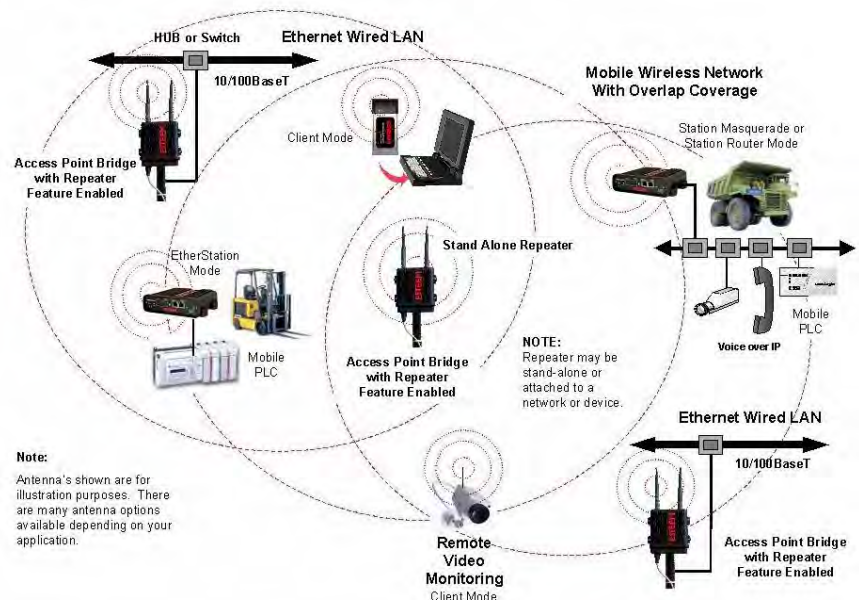 HUB or Switch
Ethernet Wired LAN
10/100BaseT
Access Point Bridge
with Repeater
Feature Enabled
Client Mode
Mobile Wireless Network
With Overlap Coverage
Station Masquerade or
Station Router Mode
Stand Alone Repeater
EtherStation
Mode
Mobile
PLC
Access Point Bridge
with Repeater
Feature Enabled
NOTE:
Repeater may be
stand-alone or
attached to a
network or device.
Voice over IP
Mobile
PLC
Ethernet Wired LAN
10/100BaseT
Access Point Bridge
with Repeater
Feature Enabled
Note:
Antenna's shown are for
illustration purposes. There
are many antenna options
available depending on your
application.
Remote
Video
Monitoring
Client Mode